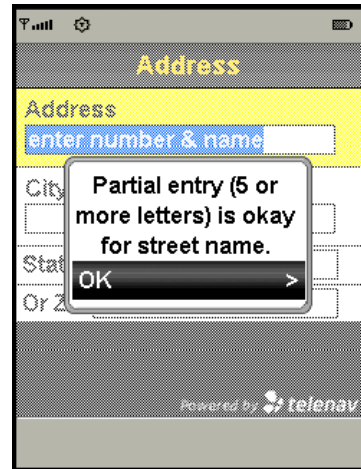 Address
Address
enter number & name
City
Partial entry (5 or
more letters) is okay
for street name.
OK >
Stat
Or Z
Powered by telenav